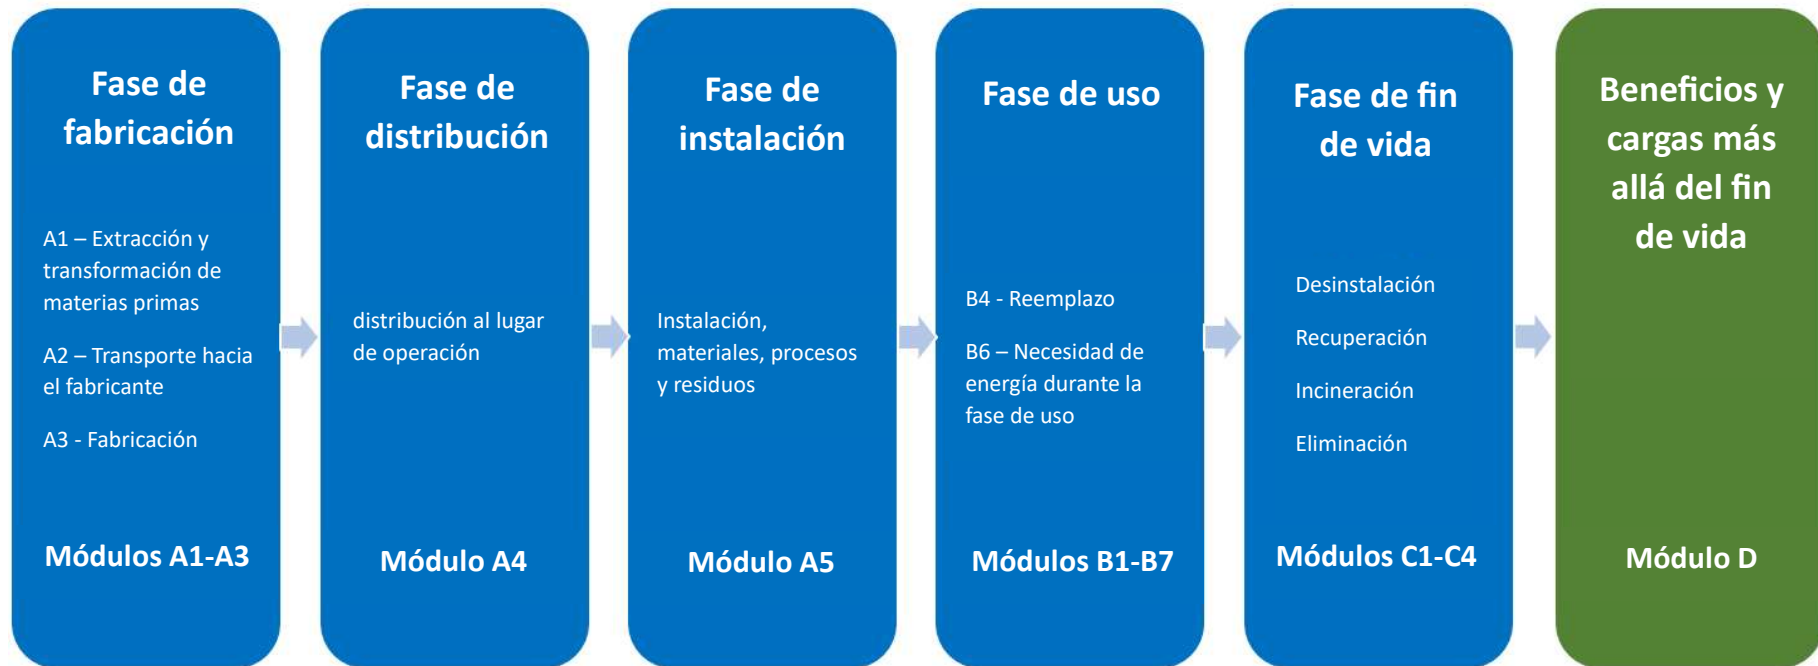 Fase de
fabricación
A1 – Extracción y
transformación de
materias primas
A2 – Transporte hacia
el fabricante
A3 - Fabricación
Módulos A1-A3
Fase de
distribución
distribución al lugar
de operación
Módulo A4
Fase de
instalación
Instalación,
materiales, procesos
y residuos
Módulo A5
Fase de uso
B4 - Reemplazo
B6 – Necesidad de
energía durante la
fase de uso
Módulos B1-B7
Fase de fin
de vida
Desinstalación
Recuperación
Incineración
Eliminación
Módulos C1-C4
Beneficios y
cargas más
allá del fin
de vida
Módulo D